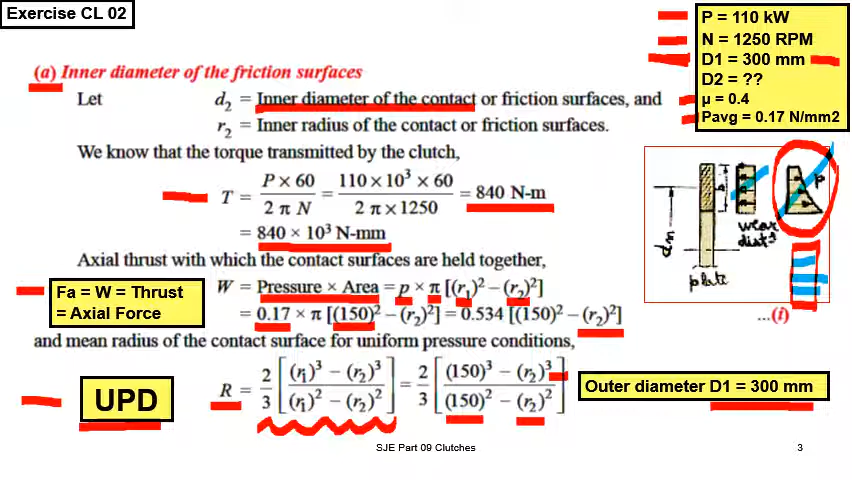 Exercise CL 02
P = 110 kW
N = 1250 RPM
D1 = 300 mm
D2 = ??
µ = 0.4
Pavg = 0.17 N/mm2
(a) Inner diameter of the friction surfaces
Let d₂ = Inner diameter of the contact or friction surfaces, and
r₂ = Inner radius of the contact or friction surfaces.
We know that the torque transmitted by the clutch,
T = P × 60 / 2 π N = 110 × 10³ × 60 / 2 π × 1250 = 840 N-m
= 840 × 10³ N-mm
Axial thrust with which the contact surfaces are held together,
Fa = W = Thrust
= Axial Force
W = Pressure × Area = p × π [(r₁)² – (r₂)²]
= 0.17 × π [(150)² – (r₂)²] = 0.534 [(150)² – (r₂)²] ...(i)
and mean radius of the contact surface for uniform pressure conditions,
UPD
R = 2/3 [(r₁)³ – (r₂)³ / (r₁)² – (r₂)²] = 2/3 [(150)³ – (r₂)³ / (150)² – (r₂)²]
Outer diameter D1 = 300 mm
b
p
dm
wear
dist
plate
SJE Part 09 Clutches
3